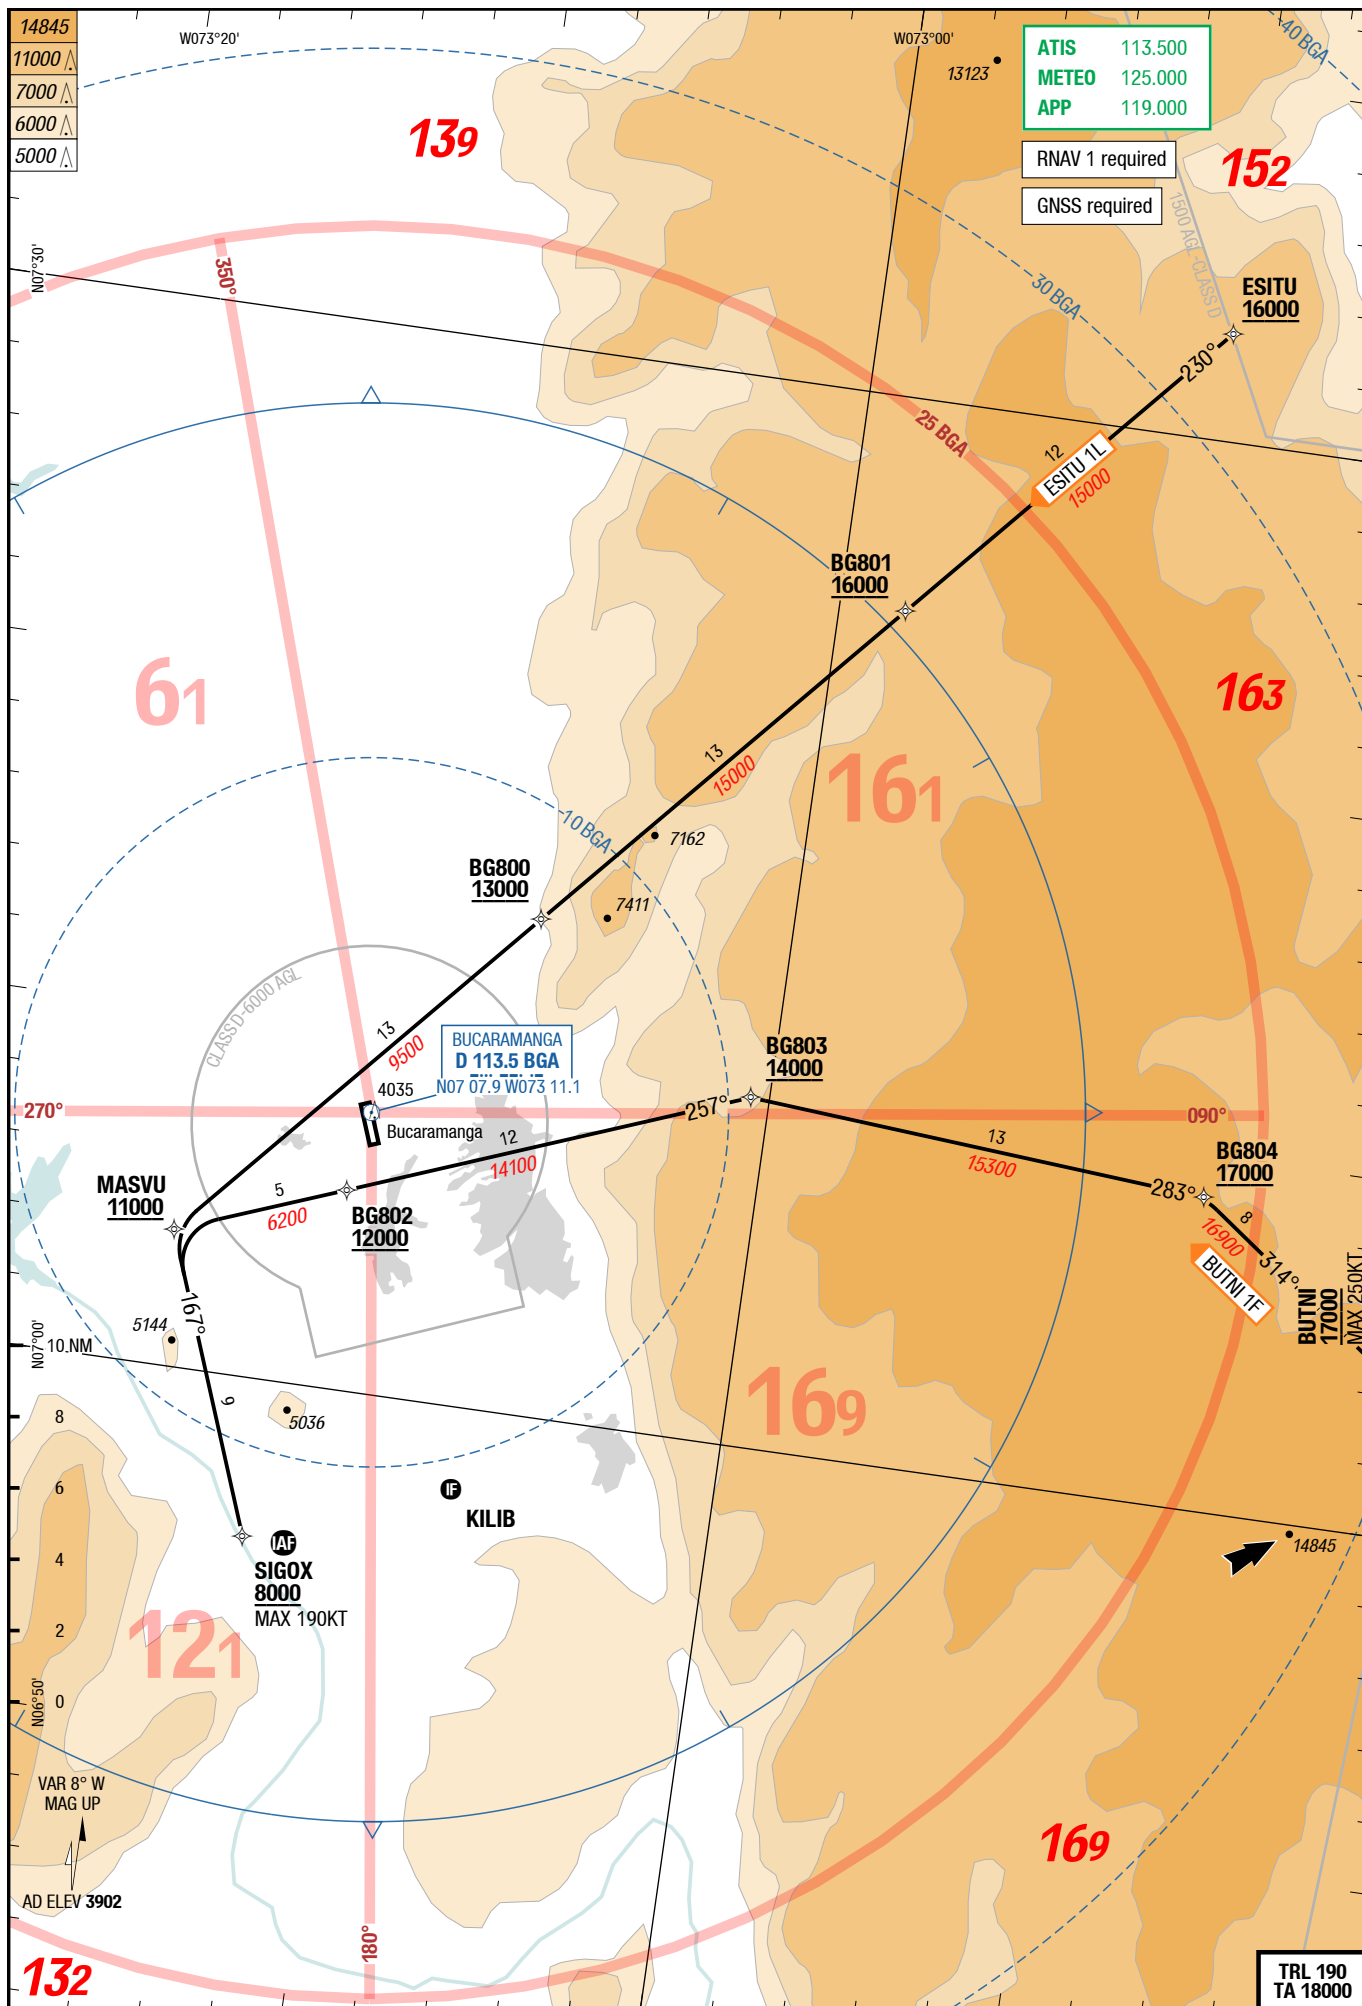 14845
11000
7000
6000
5000
W073°20'
W073°00'
13123
ATIS 113.500
METEO 125.000
APP 119.000
40 BGA
RNAV 1 required
GNSS required
139
152
N07°30'
350°
1500 AGL-CLASS D
30 BGA
ESITU
16000
230°
25 BGA
12
ESITU 1L
15000
BG801
16000
61
163
13
15000
161
10 BGA
7162
BG800
13000
7411
CLASS D-6000 AGL
13
9500
BUCARAMANGA
D 113.5 BGA
N07 07.9 W073 11.1
4035
Bucaramanga
270°
090°
BG803
14000
257°
12
14100
13
15300
BG804
17000
283°
8
16900
314°
BUTNI 1F
BUTNI
17000
MAX 250KT
MASVU
11000
5
6200
BG802
12000
167°
5144
N07°00'
10 NM
8
6
4
2
0
9
5036
169
IF
KILIB
IAF
SIGOX
8000
MAX 190KT
14845
121
N06°50'
VAR 8° W
MAG UP
AD ELEV 3902
169
180°
132
TRL 190
TA 18000